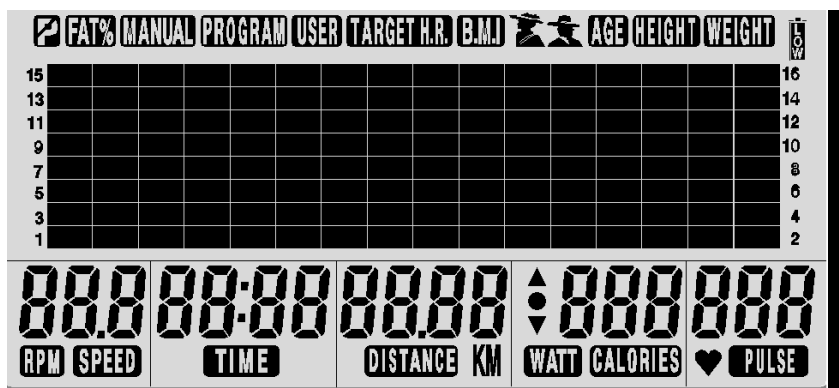 P FAT% MANUAL PROGRAM USER TARGET H.R. B.M.I AGE HEIGHT WEIGHT LOW
15 16
13 14
11 12
9 10
7 8
5 6
3 4
1 2
88.8 88:88 88.88 888 888
RPM SPEED TIME DISTANCE KM WATT CALORIES PULSE